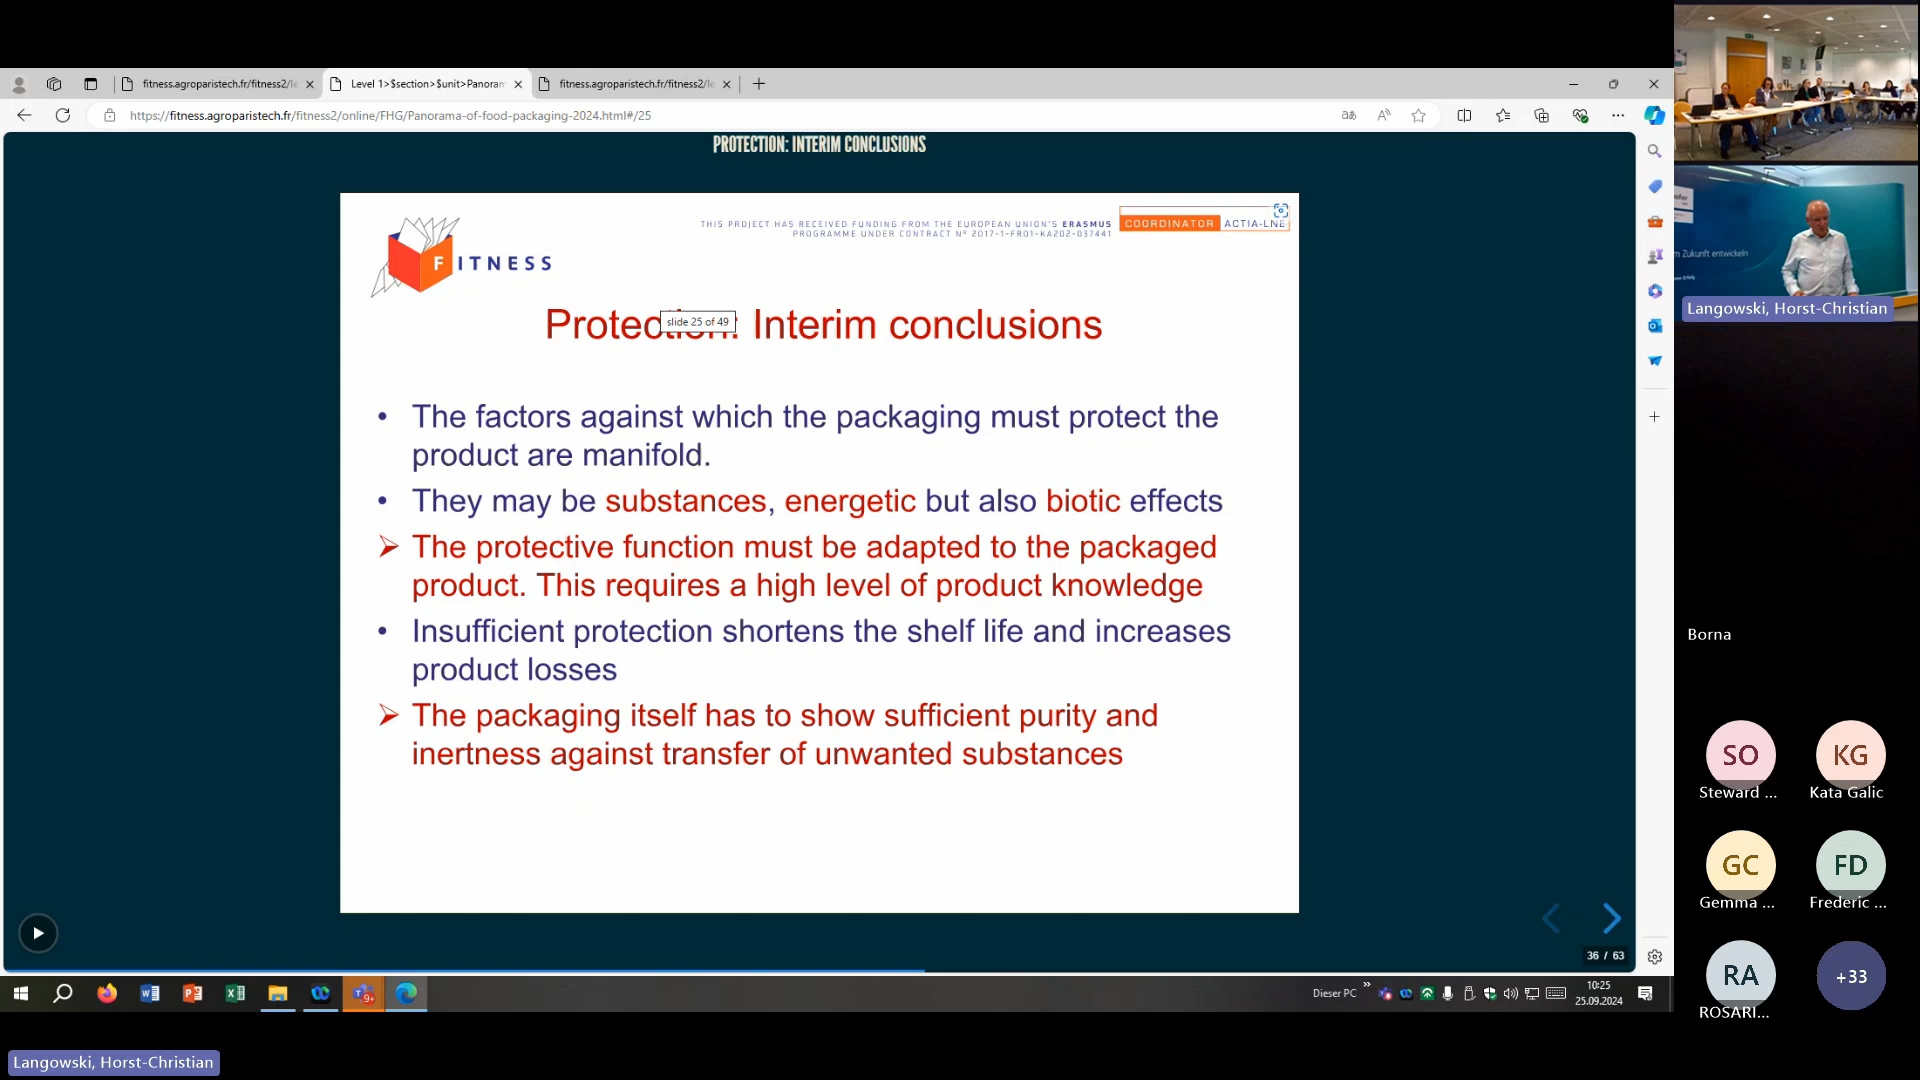 fitness.agroparistech.fr/fitness2/le
Level 1>$section>$unit>Panoram
fitness.agroparistech.fr/fitness2/le
https://fitness.agroparistech.fr/fitness2/online/FHG/Panorama-of-food-packaging-2024.html#/25
PROTECTION: INTERIM CONCLUSIONS
THIS PROJECT HAS RECEIVED FUNDING FROM THE EUROPEAN UNION'S ERASMUS
PROGRAMME UNDER CONTRACT Nº 2017-1-FR01-KA202-037441
COORDINATOR ACTIA-LNE
FITNESS
Protection: Interim conclusions
slide 25 of 49
• The factors against which the packaging must protect the
product are manifold.
• They may be substances, energetic but also biotic effects
➢ The protective function must be adapted to the packaged
product. This requires a high level of product knowledge
• Insufficient protection shortens the shelf life and increases
product losses
➢ The packaging itself has to show sufficient purity and
inertness against transfer of unwanted substances
36 / 63
Dieser PC
10:25
25.09.2024
Langowski, Horst-Christian
Zukunft entwickeln
Langowski, Horst-Christian
Borna
SO
KG
Steward ...
Kata Galic
GC
FD
Gemma ...
Frederic ...
RA
+33
ROSARI...